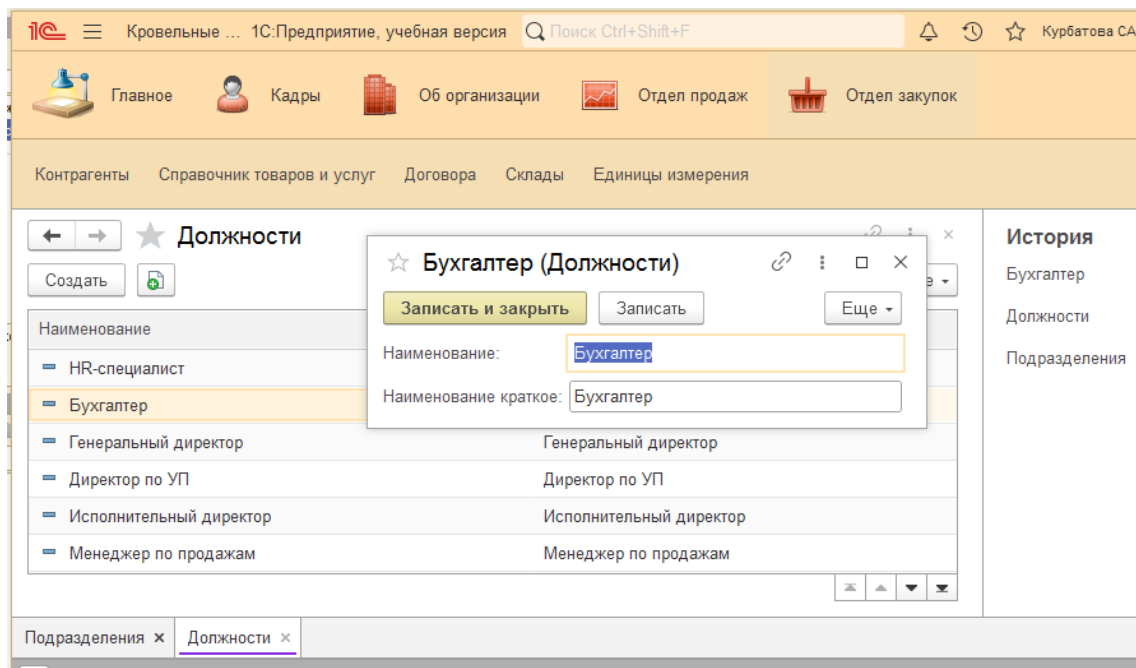 1С Кровельные ... 1С:Предприятие, учебная версия Поиск Ctrl+Shift+F Курбатова СА
Главное Кадры Об организации Отдел продаж Отдел закупок
Контрагенты Справочник товаров и услуг Договора Склады Единицы измерения
Должности
Создать
Наименование
HR-специалист
Бухгалтер
Генеральный директор Генеральный директор
Директор по УП Директор по УП
Исполнительный директор Исполнительный директор
Менеджер по продажам Менеджер по продажам
Бухгалтер (Должности)
Записать и закрыть Записать Еще
Наименование: Бухгалтер
Наименование краткое: Бухгалтер
История
Бухгалтер
Должности
Подразделения
Подразделения Должности